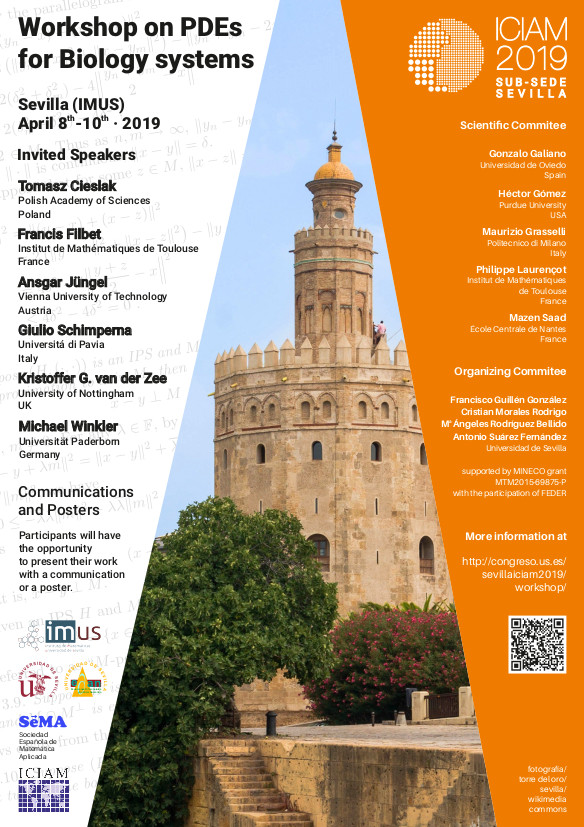 Workshop on PDEs
for Biology systems
Sevilla (IMUS)
April 8th-10th · 2019
Invited Speakers
Tomasz Cieslak
Polish Academy of Sciences
Poland
Francis Filbet
Institut de Mathématiques de Toulouse
France
Ansgar Jüngel
Vienna University of Technology
Austria
Giulio Schimperna
Universitá di Pavia
Italy
Kristoffer G. van der Zee
University of Nottingham
UK
Michael Winkler
Universität Paderborn
Germany
Communications
and Posters
Participants will have
the opportunity
to present their work
with a communication
or a poster.
imus
UNIVERSIDAD DE SEVILLA
SëMA
Sociedad
Española de
Matemática
Aplicada
ICIAM
ICIAM
2019
SUB-SEDE
SEVILLA
Scientific Commitee
Gonzalo Galiano
Universidad de Oviedo
Spain
Héctor Gómez
Purdue University
USA
Maurizio Grasselli
Politecnico di Milano
Italy
Philippe Laurençot
Institut de Mathématiques
de Toulouse
France
Mazen Saad
Ecole Centrale de Nantes
France
Organizing Commitee
Francisco Guillén González
Cristian Morales Rodrigo
Mª Ángeles Rodríguez Bellido
Antonio Suárez Fernández
Universidad de Sevilla
supported by MINECO grant
MTM2015-69875-P
with the participation of FEDER
More information at
http://congreso.us.es/
sevillaiciam2019/
workshop/
fotografía/
torre del oro/
sevilla/
wikimedia
commons